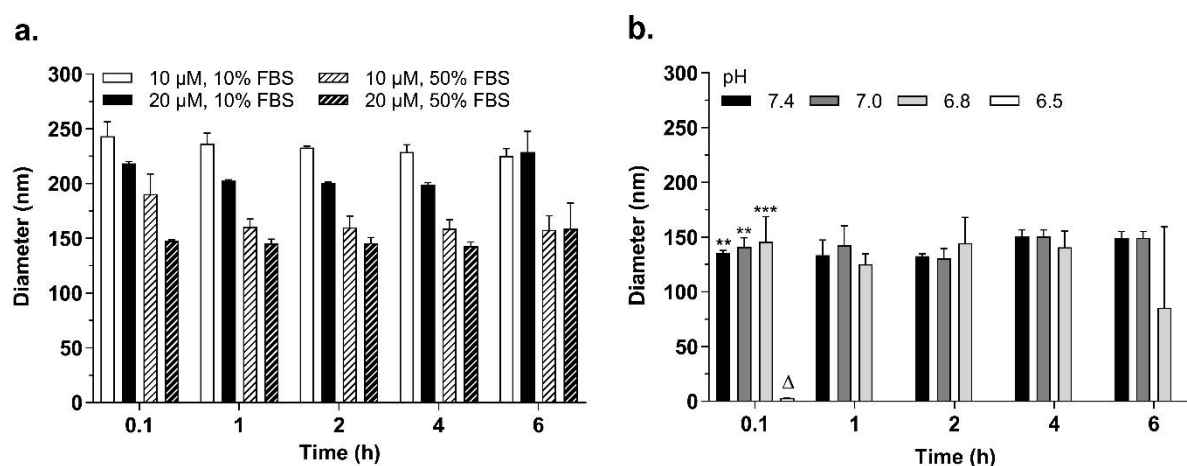 a.
300
250
200
150
100
50
0
Diameter (nm)
10 µM, 10% FBS
10 µM, 50% FBS
20 µM, 10% FBS
20 µM, 50% FBS
0.1 1 2 4 6
Time (h)
b.
300
250
200
150
100
50
0
Diameter (nm)
pH
7.4 7.0 6.8 6.5
** ** ***
Δ
0.1 1 2 4 6
Time (h)